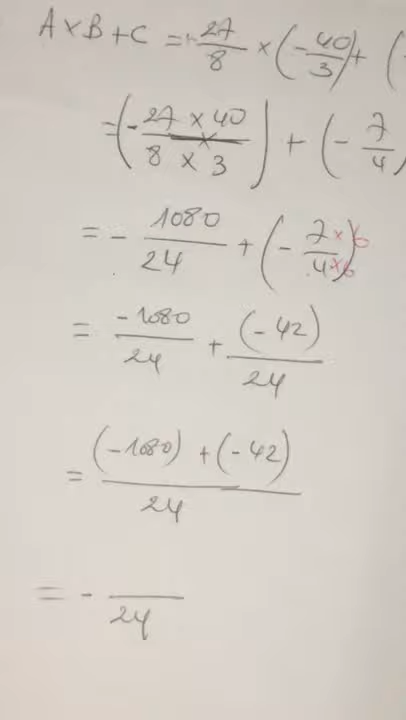 A × B + C = + 27/8 × (- 40/3) + (
= (- 27 × 40 / 8 × 3) + (- 7/4)
= - 1080/24 + (- 7 × 6 / 4 × 6)
= -1080/24 + (-42)/24
= (-1080) + (-42) / 24
= - /24